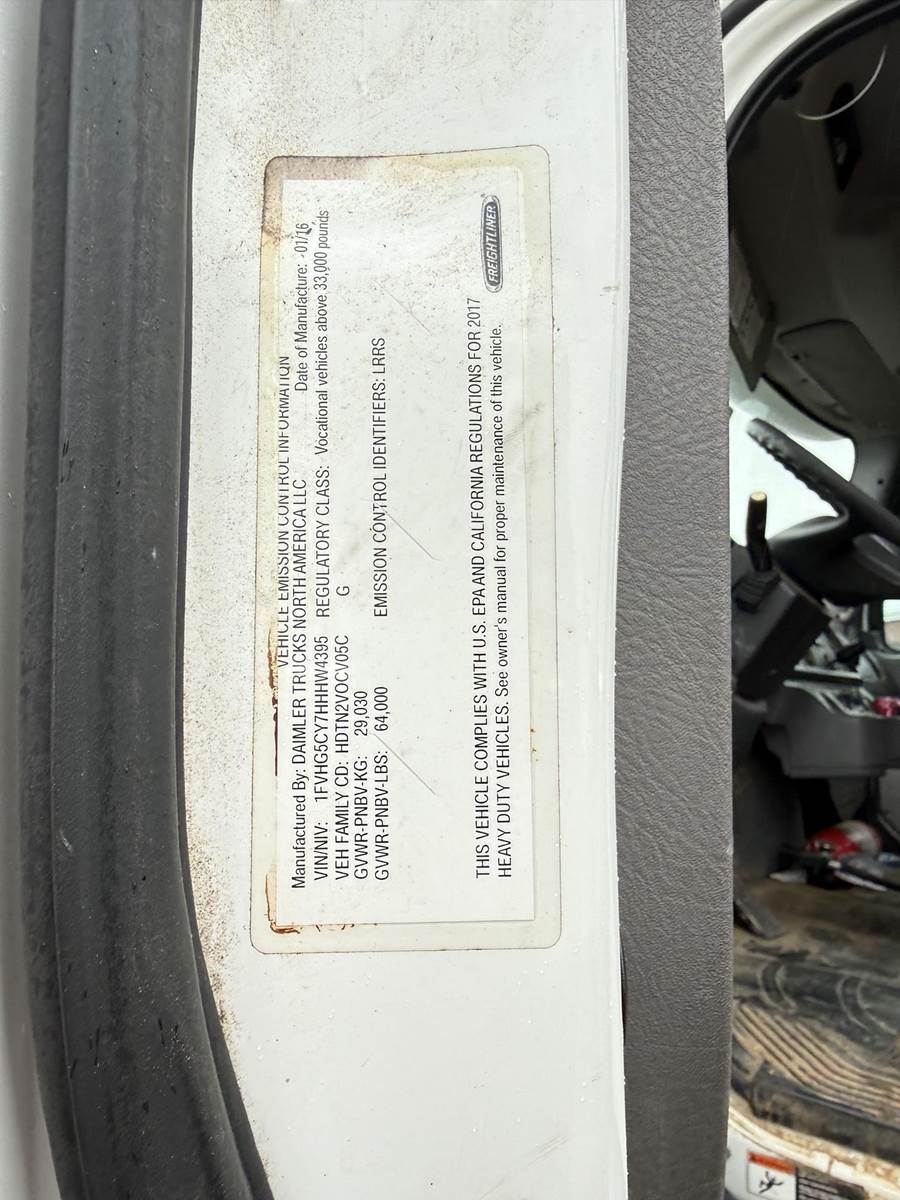 VEHICLE EMISSION CONTROL INFORMATION
Manufactured By: DAIMLER TRUCKS NORTH AMERICA LLC Date of Manufacture: 01/16
VIN/NIV: 1FVHG5CY7HHHW4395 REGULATORY CLASS: Vocational vehicles above 33,000 pounds
VEH FAMILY CD: HDTN2VOCV05C G
GVWR-PNBV-KG: 29,030
GVWR-PNBV-LBS: 64,000 EMISSION CONTROL IDENTIFIERS: LRRS
THIS VEHICLE COMPLIES WITH U.S. EPA AND CALIFORNIA REGULATIONS FOR 2017
HEAVY DUTY VEHICLES. See owner's manual for proper maintenance of this vehicle.
FREIGHTLINER